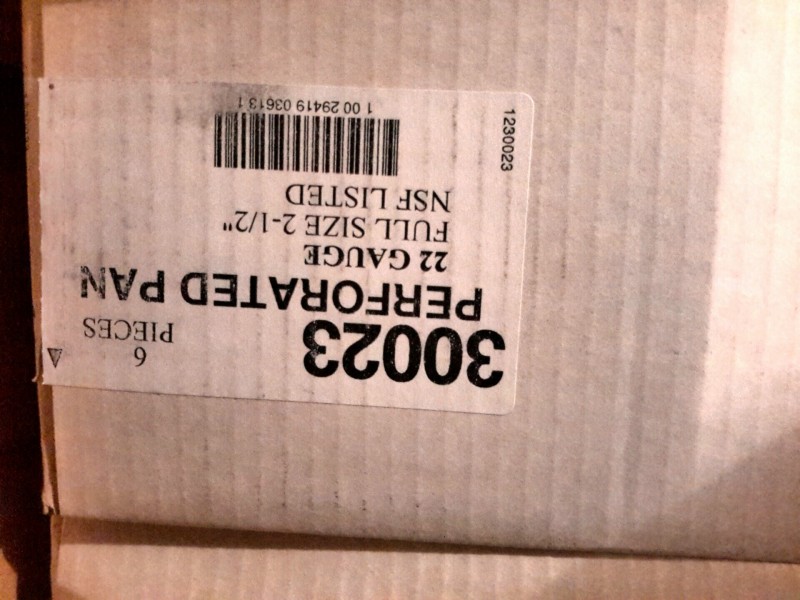 30023
6
PIECES
PERFORATED PAN
22 GAUGE
FULL SIZE 2-1/2"
NSF LISTED
1 00 29419 03613 1
1230023